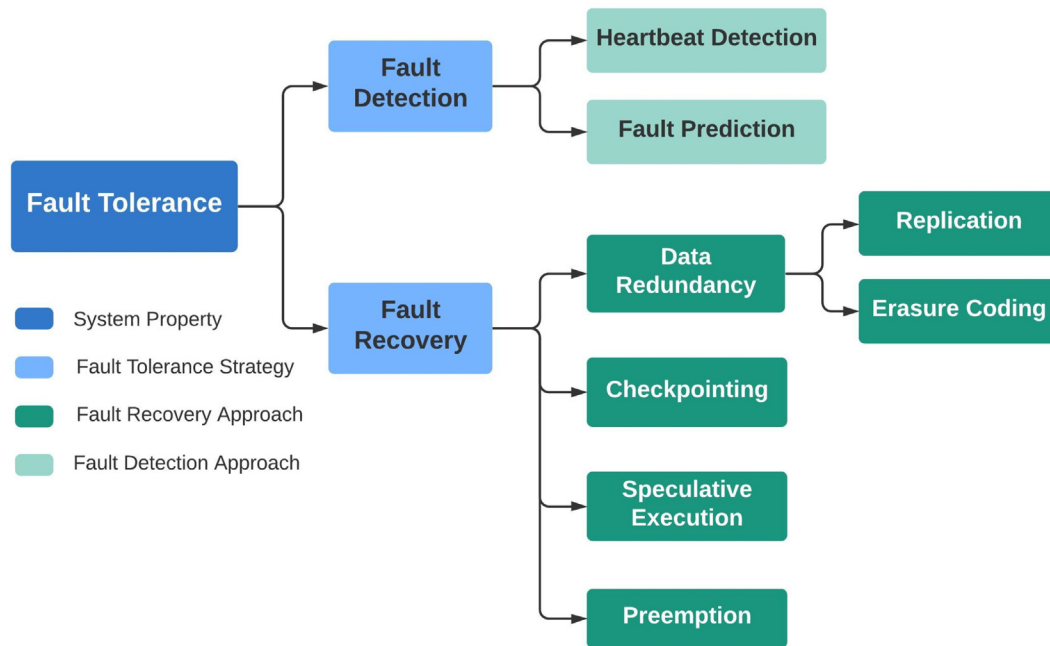 Heartbeat Detection
Fault
Detection
Fault Prediction
Fault Tolerance
Replication
Data
Redundancy
Erasure Coding
Fault
Recovery
System Property
Fault Tolerance Strategy
Checkpointing
Fault Recovery Approach
Fault Detection Approach
Speculative
Execution
Preemption